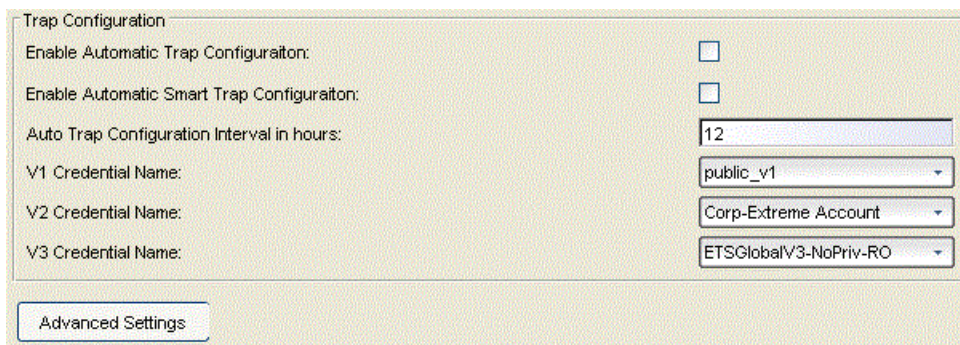 Trap Configuration
Enable Automatic Trap Configuraiton:
Enable Automatic Smart Trap Configuraiton:
Auto Trap Configuration Interval in hours: 12
V1 Credential Name: public_v1
V2 Credential Name: Corp-Extreme Account
V3 Credential Name: ETSGlobalV3-NoPriv-RO
Advanced Settings